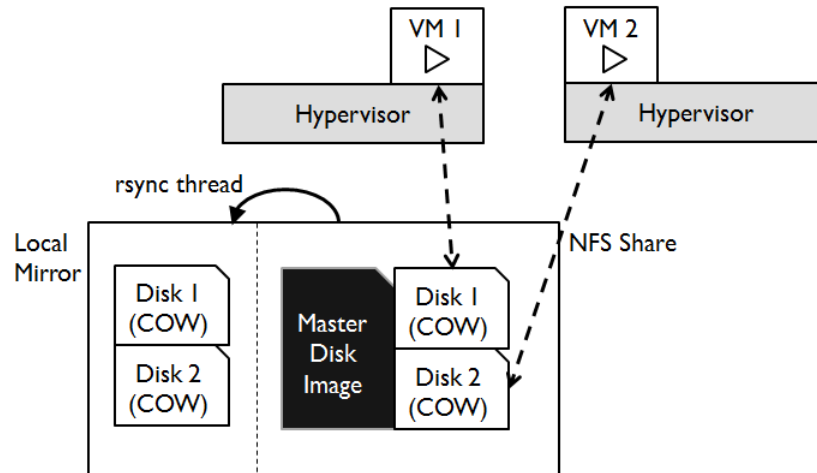 VM 1
VM 2
Hypervisor
Hypervisor
rsync thread
Local
Mirror
NFS Share
Disk 1
(COW)
Disk 2
(COW)
Master
Disk
Image
Disk 1
(COW)
Disk 2
(COW)